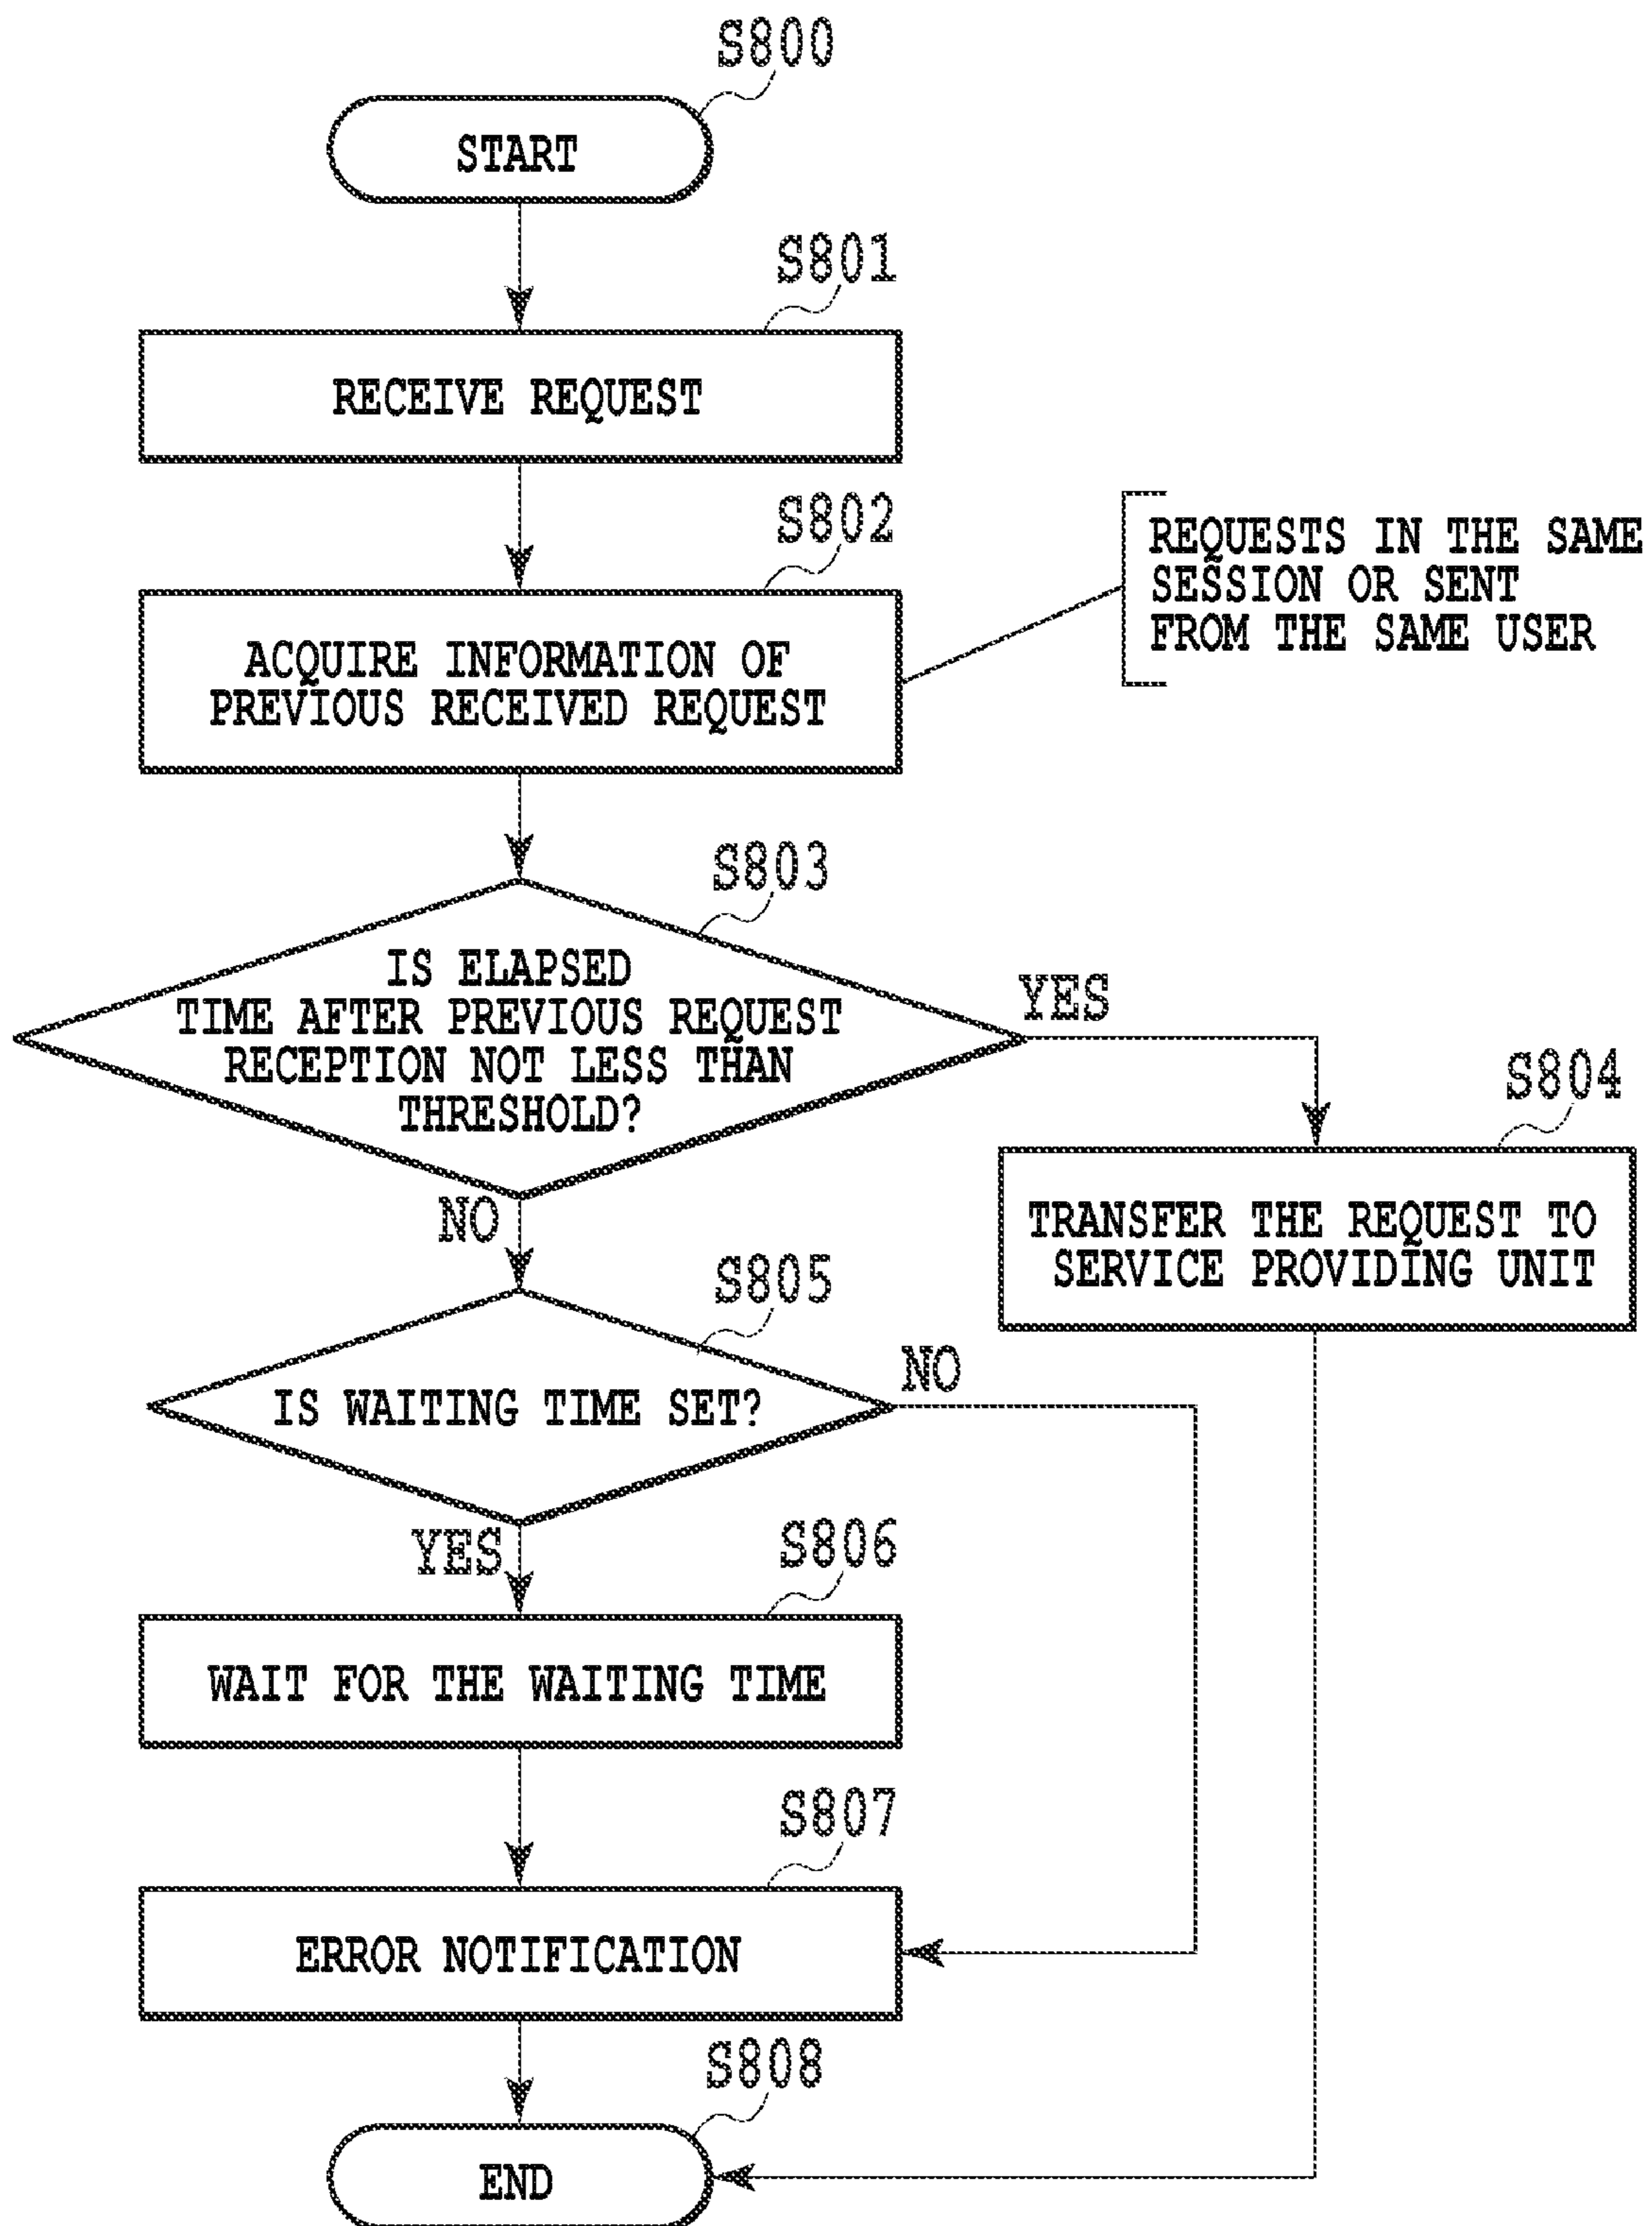 S800
START
S801
RECEIVE REQUEST
S802
ACQUIRE INFORMATION OF
PREVIOUS RECEIVED REQUEST
REQUESTS IN THE SAME
SESSION OR SENT
FROM THE SAME USER
S803
IS ELAPSED
TIME AFTER PREVIOUS REQUEST
RECEPTION NOT LESS THAN
THRESHOLD?
YES
NO
S804
TRANSFER THE REQUEST TO
SERVICE PROVIDING UNIT
S805
IS WAITING TIME SET?
NO
YES
S806
WAIT FOR THE WAITING TIME
S807
ERROR NOTIFICATION
S808
END